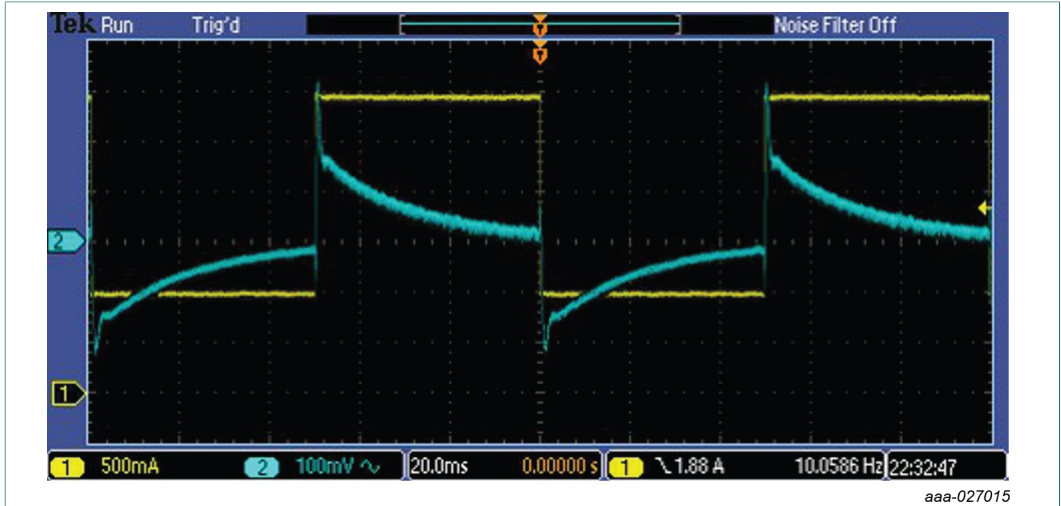 Tek Run Trig'd Noise Filter Off
T
T
2
1
1 500mA 2 100mV 20.0ms 0.00000 s 1 1.88 A 10.0586 Hz 22:32:47
aaa-027015